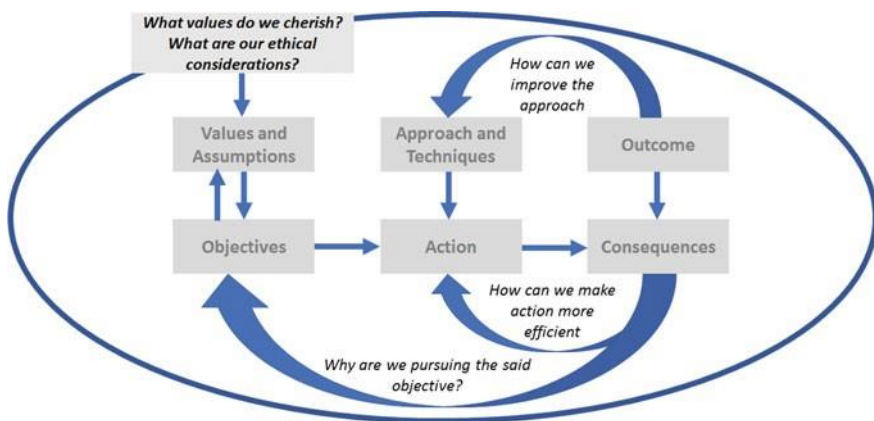 What values do we cherish?
What are our ethical
considerations?
How can we
improve the
approach
Values and
Assumptions
Approach and
Techniques
Outcome
Objectives
Action
Consequences
How can we make
action more
efficient
Why are we pursuing the said
objective?